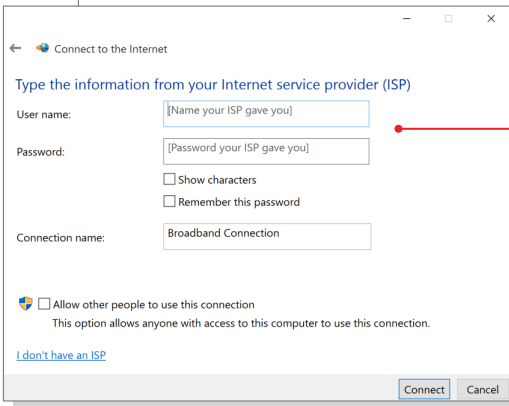 Connect to the Internet
Type the information from your Internet service provider (ISP)
User name:
[Name your ISP gave you]
Password:
[Password your ISP gave you]
Show characters
Remember this password
Connection name:
Broadband Connection
Allow other people to use this connection
This option allows anyone with access to this computer to use this connection.
I don't have an ISP
Connect
Cancel